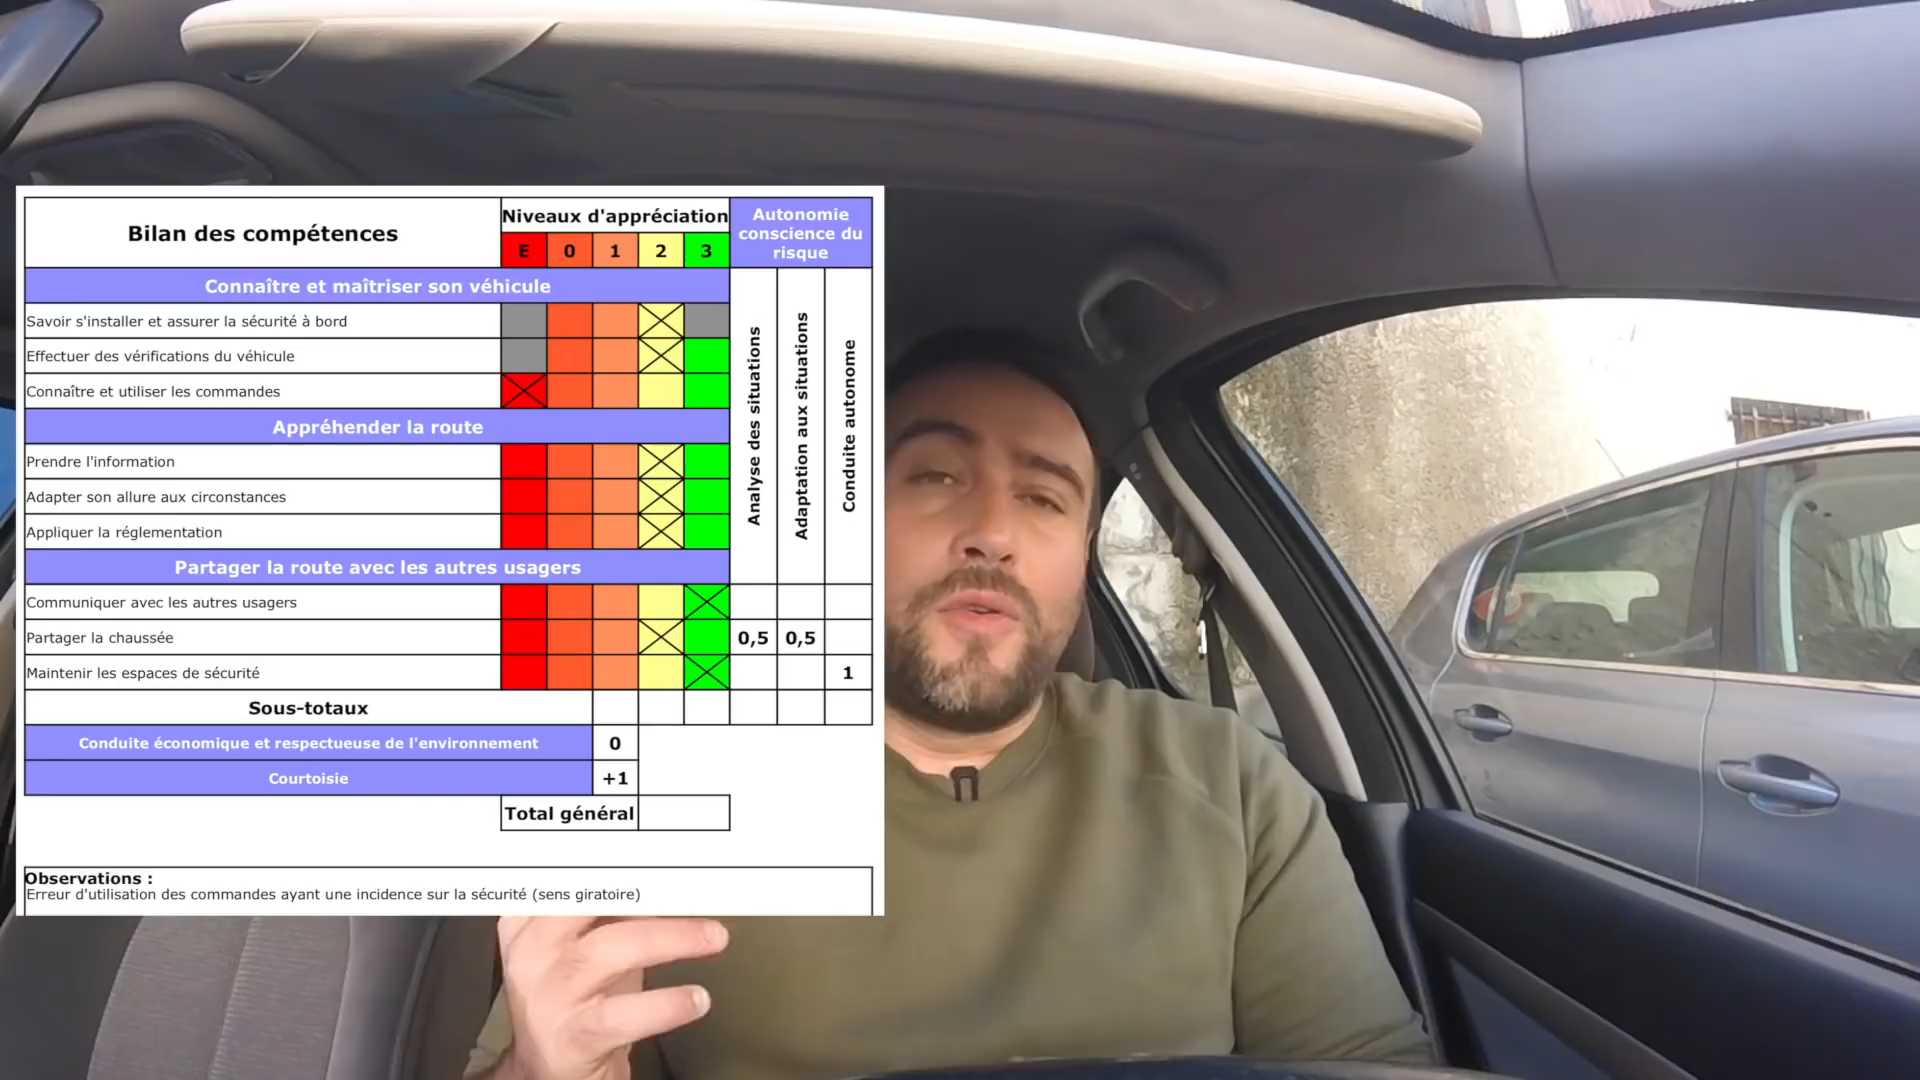 Bilan des compétences
Niveaux d'appréciation
E 0 1 2 3
Autonomie
conscience du
risque
Connaître et maîtriser son véhicule
Savoir s'installer et assurer la sécurité à bord
Effectuer des vérifications du véhicule
Connaître et utiliser les commandes
Appréhender la route
Prendre l'information
Adapter son allure aux circonstances
Appliquer la réglementation
Analyse des situations
Adaptation aux situations
Conduite autonome
Partager la route avec les autres usagers
Communiquer avec les autres usagers
Partager la chaussée 0,5 0,5
Maintenir les espaces de sécurité 1
Sous-totaux
Conduite économique et respectueuse de l'environnement 0
Courtoisie +1
Total général
Observations :
Erreur d'utilisation des commandes ayant une incidence sur la sécurité (sens giratoire)